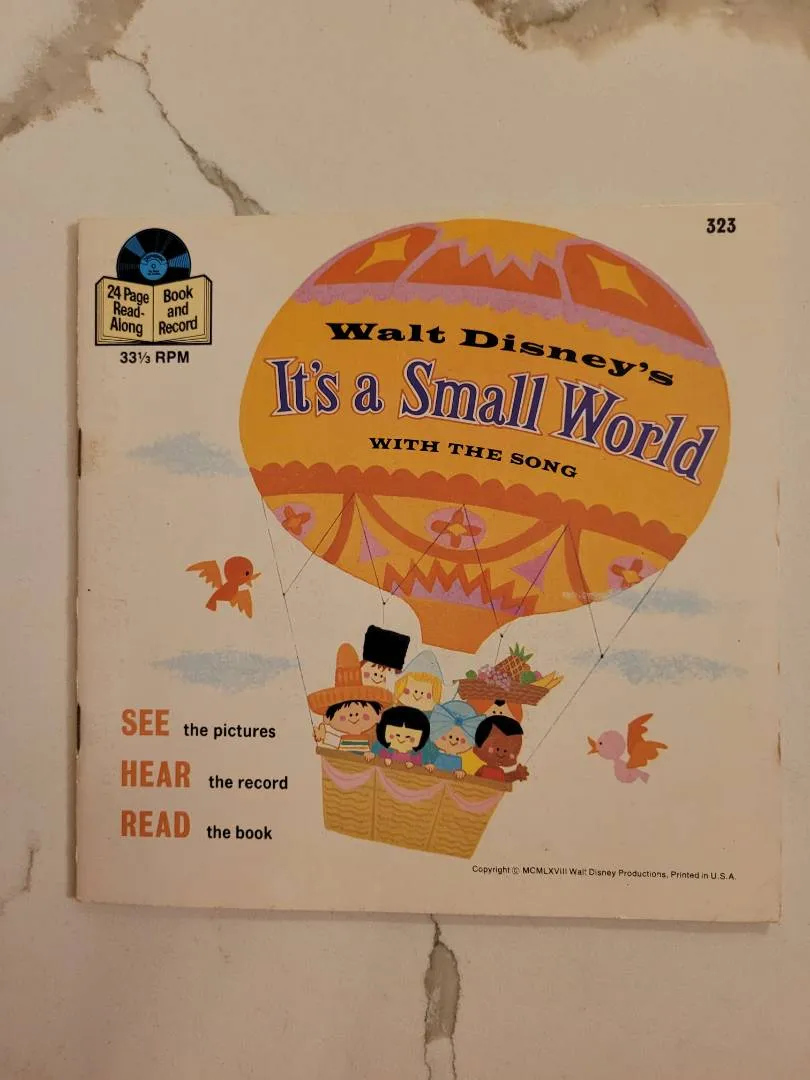 323
24 Page
Read-
Along
Book
and
Record
33⅓ RPM
Walt Disney's
It's a Small World
WITH THE SONG
SEE the pictures
HEAR the record
READ the book
Copyright © MCMLXVIII Walt Disney Productions, Printed in U.S.A.